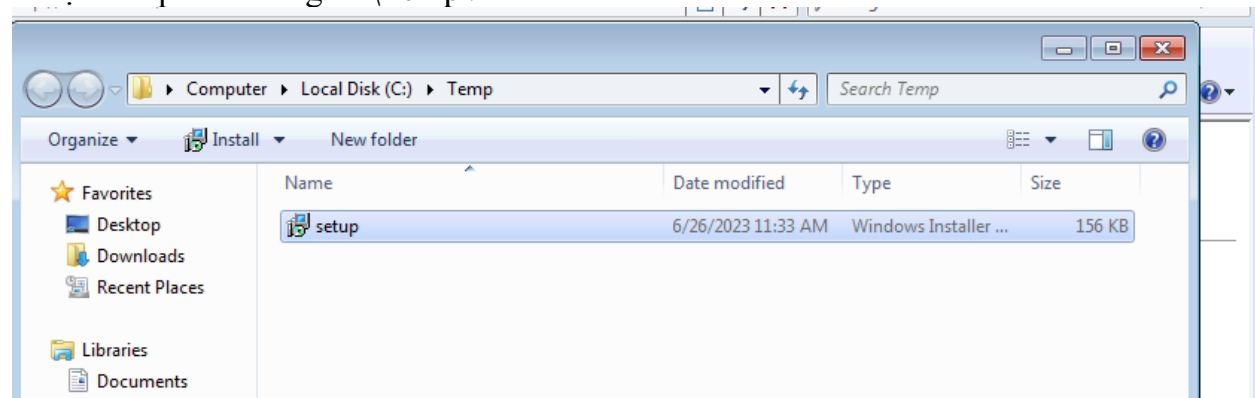 Computer ▸ Local Disk (C:) ▸ Temp
Search Temp
Organize
Install
New folder
Name
Date modified
Type
Size
Favorites
Desktop
Downloads
Recent Places
Libraries
Documents
setup
6/26/2023 11:33 AM
Windows Installer ...
156 KB